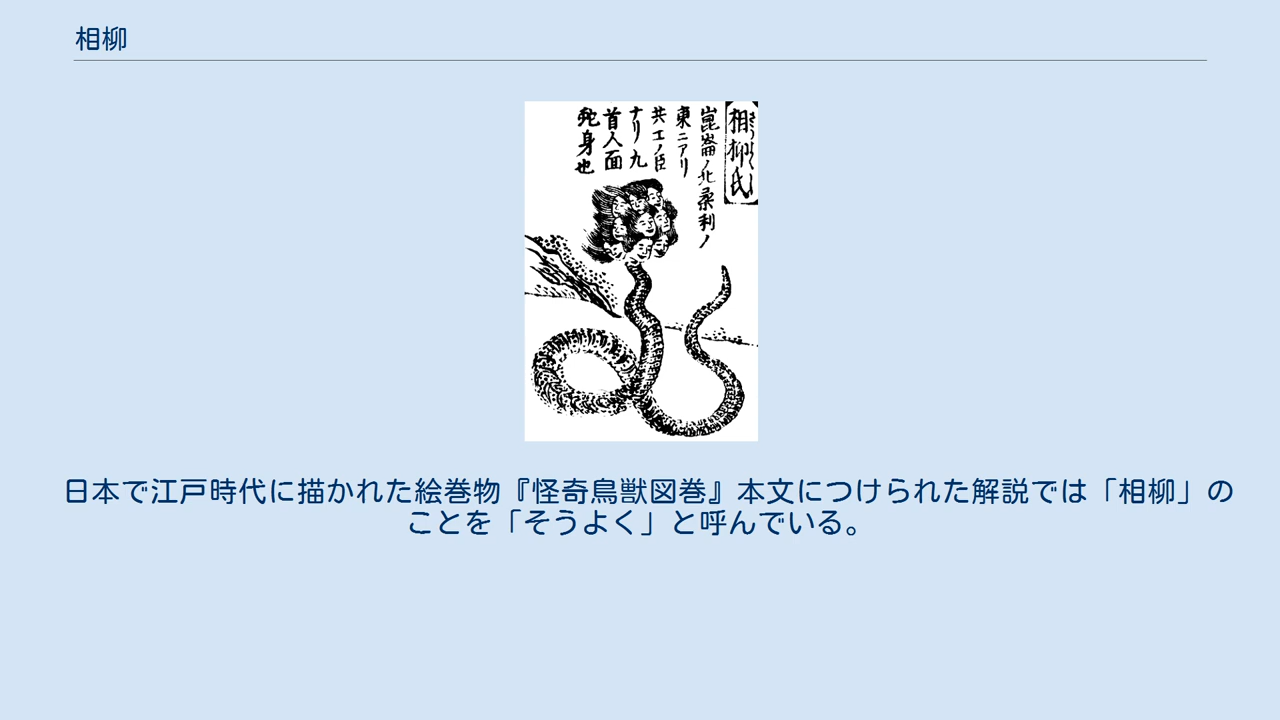 相柳
相柳氏
崑崙ノ北柔利ノ
東ニアリ
共工ノ臣
ナリ九
首人面
蛇身也
日本で江戸時代に描かれた絵巻物『怪奇鳥獣図巻』本文につけられた解説では「相柳」の
ことを「そうよく」と呼んでいる。